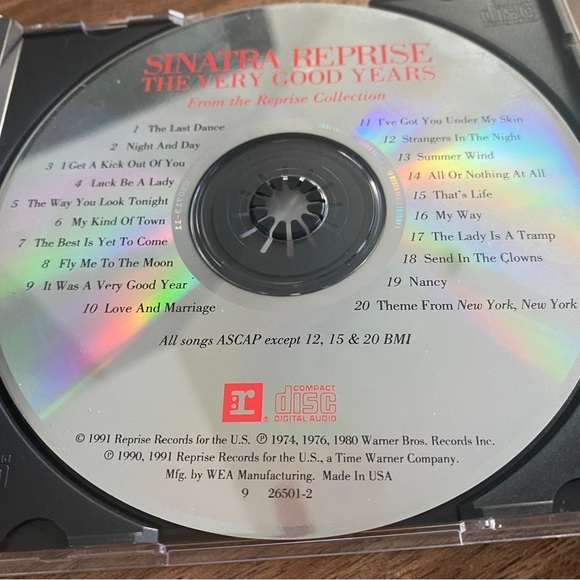 SINATRA REPRISE
THE VERY GOOD YEARS
From the Reprise Collection
1 The Last Dance
2 Night And Day
3 I Get A Kick Out Of You
4 Luck Be A Lady
5 The Way You Look Tonight
6 My Kind Of Town
7 The Best Is Yet To Come
8 Fly Me To The Moon
9 It Was A Very Good Year
10 Love And Marriage
11 I've Got You Under My Skin
12 Strangers In The Night
13 Summer Wind
14 All Or Nothing At All
15 That's Life
16 My Way
17 The Lady Is A Tramp
18 Send In The Clowns
19 Nancy
20 Theme From New York, New York
All songs ASCAP except 12, 15 & 20 BMI
r ®
COMPACT
disc
DIGITAL AUDIO
© 1991 Reprise Records for the U.S. ℗ 1974, 1976, 1980 Warner Bros. Records Inc.
℗ 1990, 1991 Reprise Records for the U.S., a Time Warner Company.
Mfg. by WEA Manufacturing. Made In USA
9 26501-2
disc